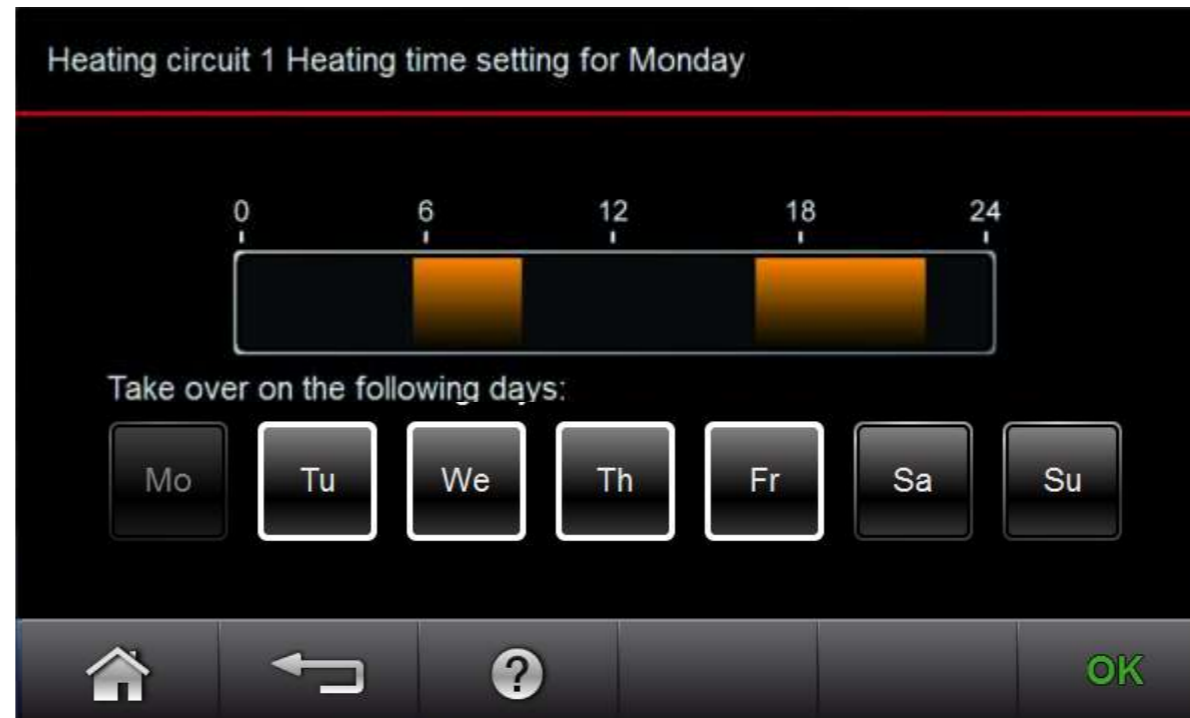 Heating circuit 1 Heating time setting for Monday
0 6 12 18 24
Take over on the following days:
Mo Tu We Th Fr Sa Su
? OK